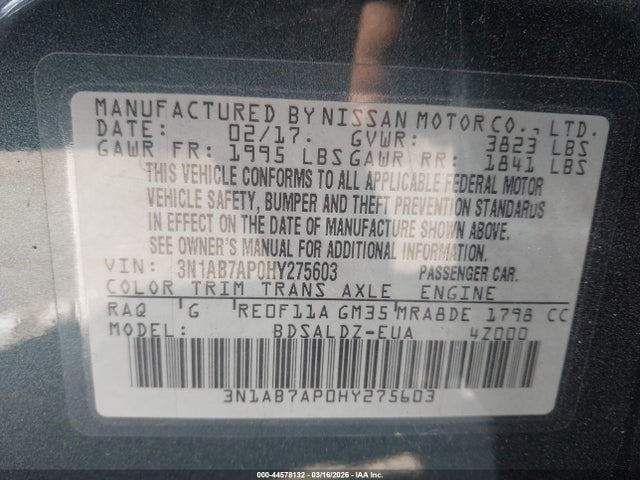 MANUFACTURED BY NISSAN MOTOR CO., LTD.
DATE: 02/17. GVWR: 3823 LBS
GAWR FR: 1995 LBS GAWR RR: 1841 LBS
THIS VEHICLE CONFORMS TO ALL APPLICABLE FEDERAL MOTOR
VEHICLE SAFETY, BUMPER AND THEFT PREVENTION STANDARDS
IN EFFECT ON THE DATE OF MANUFACTURE SHOWN ABOVE.
SEE OWNER'S MANUAL FOR ADDITIONAL INFORMATION.
VIN: 3N1AB7AP0HY275603 PASSENGER CAR.
COLOR TRIM TRANS AXLE ENGINE
RAQ G RE0F11A GM35 MRA8DE 1798 CC
MODEL: BDSALDZ-EUA 4Z000
3N1AB7AP0HY275603
000-44578132 - 03/16/2026 - IAA Inc.